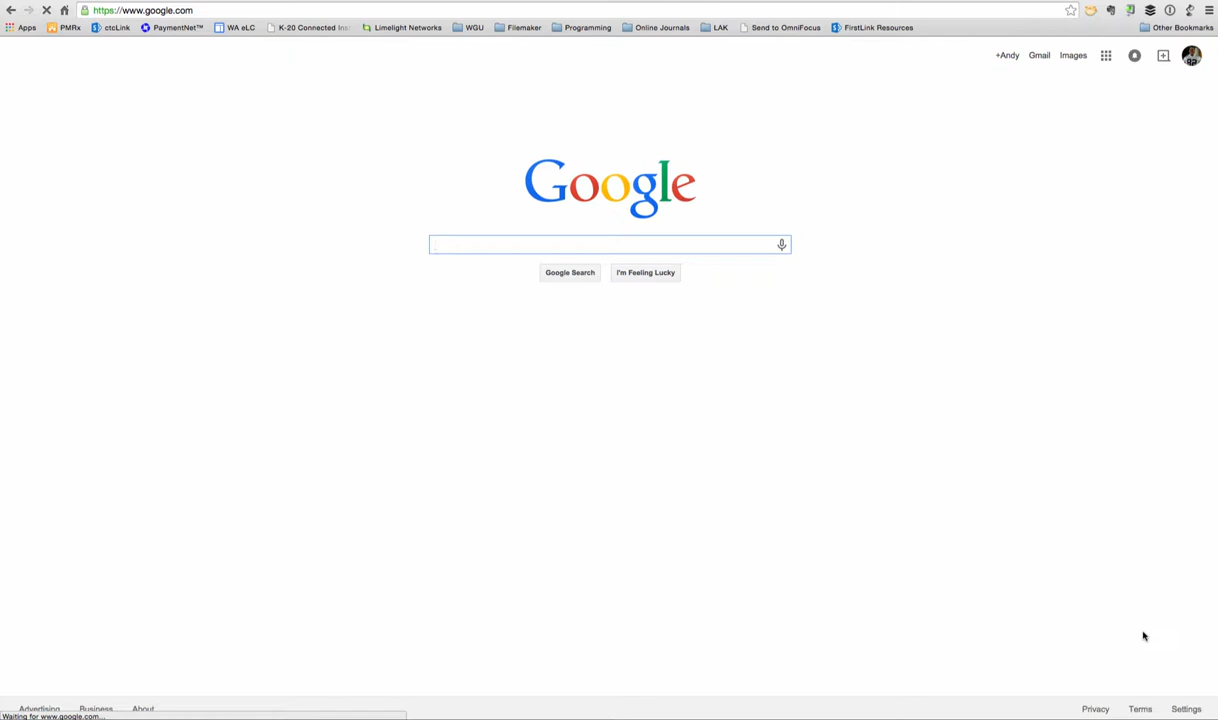 https://www.google.com
Apps PMRx ctcLink PaymentNet™ WA eLC K-20 Connected Ins Limelight Networks WGU Filemaker Programming Online Journals LAK Send to OmniFocus FirstLink Resources Other Bookmarks
+Andy Gmail Images
Google
Google Search I'm Feeling Lucky
Advertising Business About Privacy Terms Settings
Waiting for www.google.com...